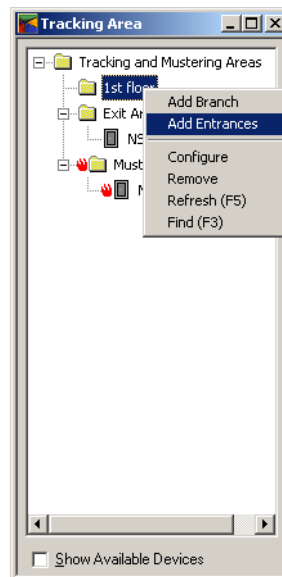 Tracking Area
Tracking and Mustering Areas
1st floor
Add Branch
Exit
Add Entrances
Configure
Remove
Refresh (F5)
Find (F3)
Show Available Devices